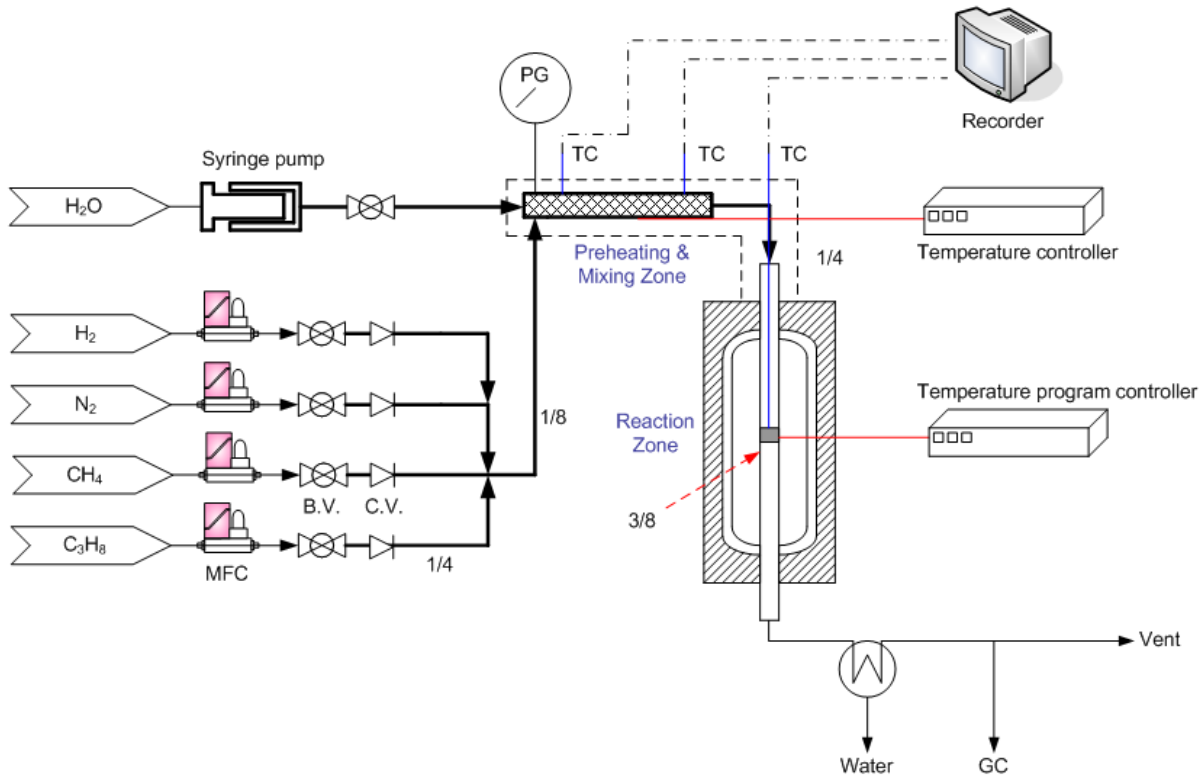 PG
Recorder
TC
TC
TC
Syringe pump
H₂O
Temperature controller
Preheating &
Mixing Zone
1/4
H₂
N₂
1/8
Temperature program controller
Reaction
Zone
CH₄
B.V.
C.V.
3/8
C₃H₈
1/4
MFC
Vent
Water
GC